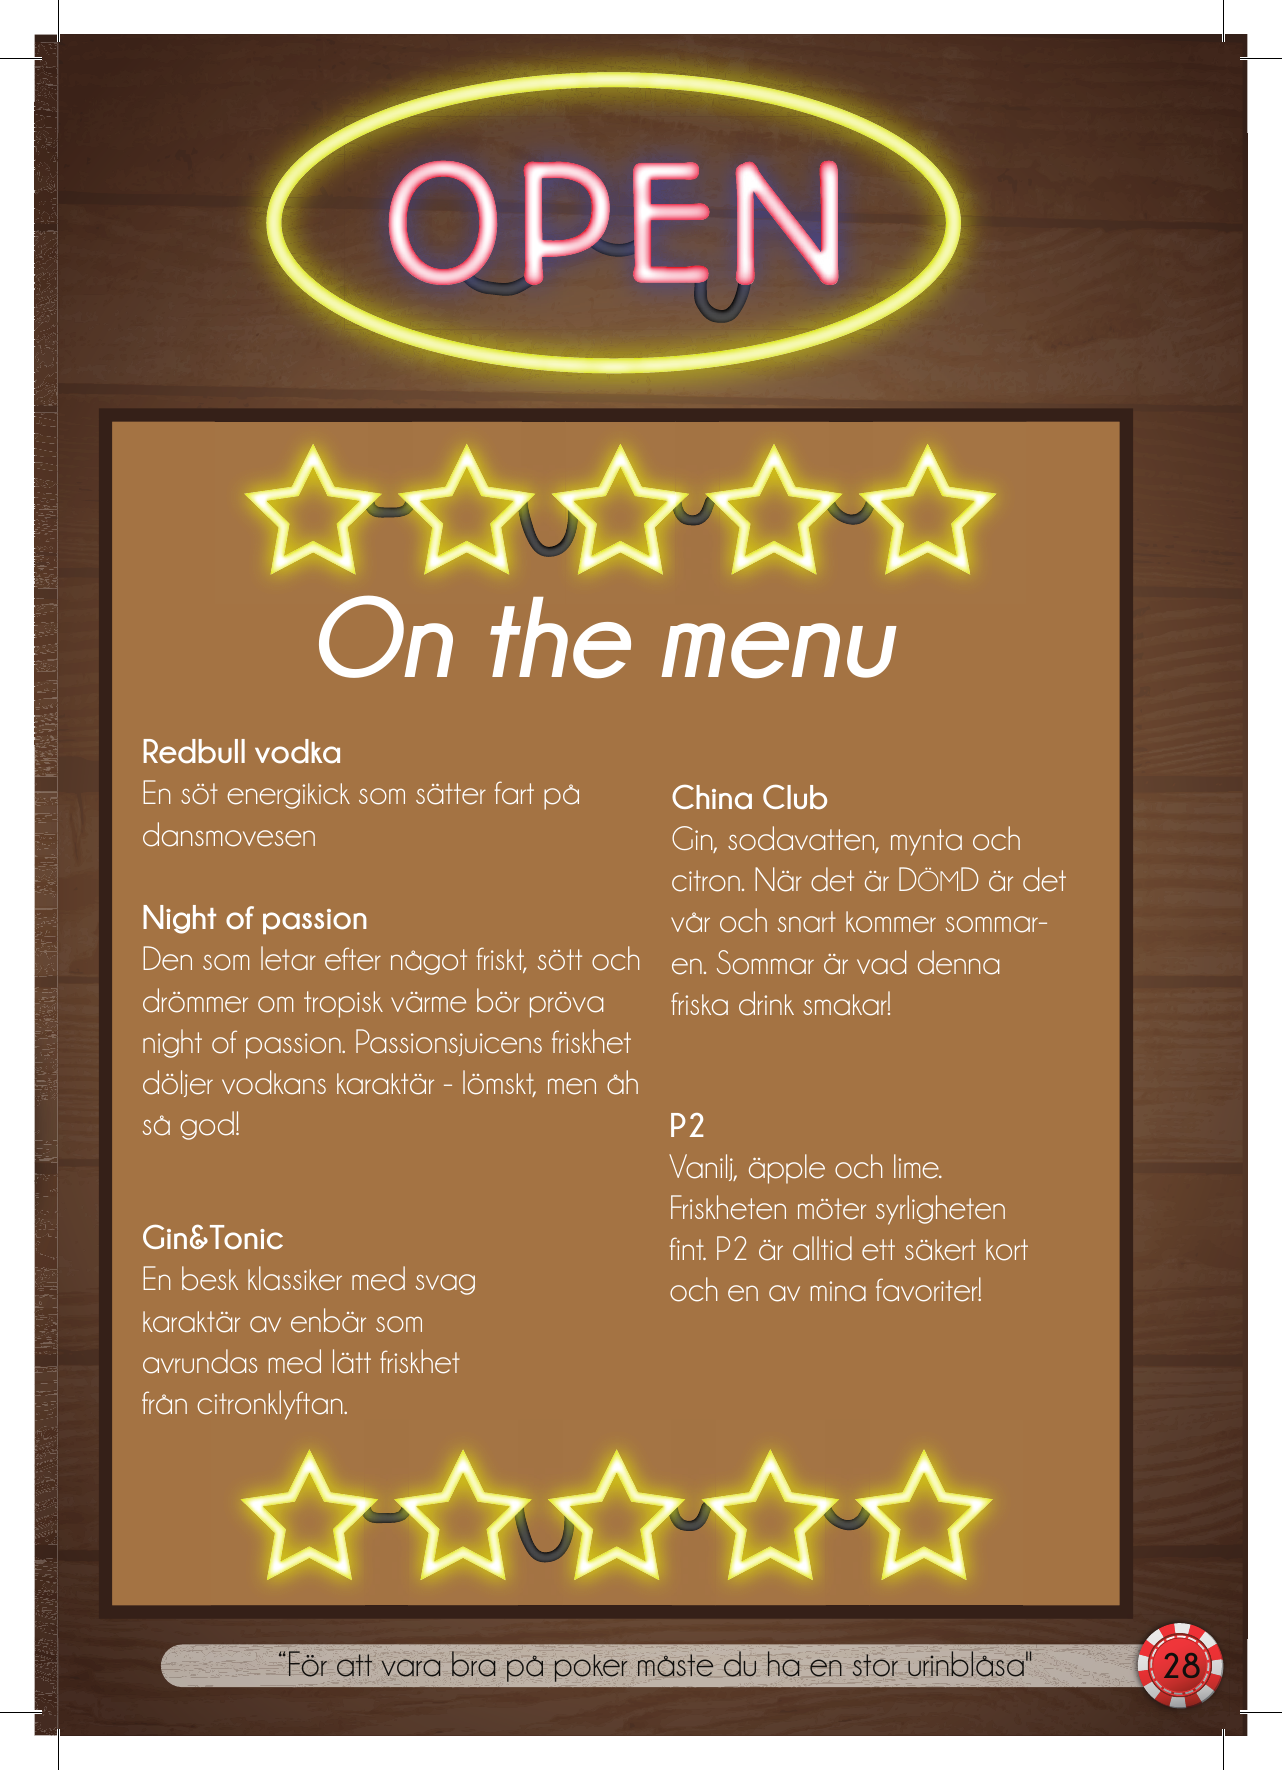 OPEN
On the menu
Redbull vodka
En söt energikick som sätter fart på
dansmovesen
Night of passion
Den som letar efter något friskt, sött och
drömmer om tropisk värme bör pröva
night of passion. Passionsjuicens friskhet
döljer vodkans karaktär - lömskt, men åh
så god!
Gin&Tonic
En besk klassiker med svag
karaktär av enbär som
avrundas med lätt friskhet
från citronklyftan.
China Club
Gin, sodavatten, mynta och
citron. När det är DÖMD är det
vår och snart kommer sommar-
en. Sommar är vad denna
friska drink smakar!
P2
Vanilj, äpple och lime.
Friskheten möter syrligheten
fint. P2 är alltid ett säkert kort
och en av mina favoriter!
“För att vara bra på poker måste du ha en stor urinblåsa"
28